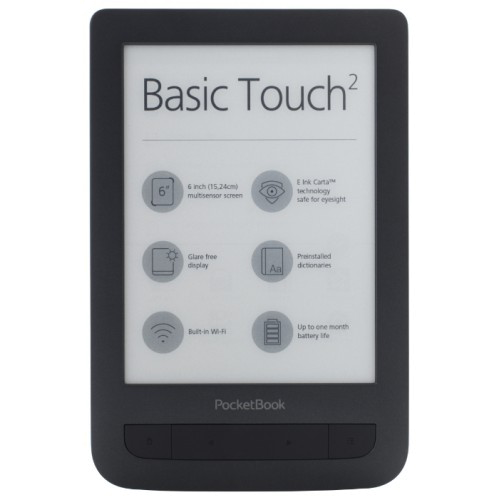 Basic Touch²
6"
6 inch (15,24cm)
multisensor screen
E Ink Carta™
technology
safe for eyesight
Glare free
display
Aa
Preinstalled
dictionaries
Built-in Wi-Fi
Up to one month
battery life
PocketBook